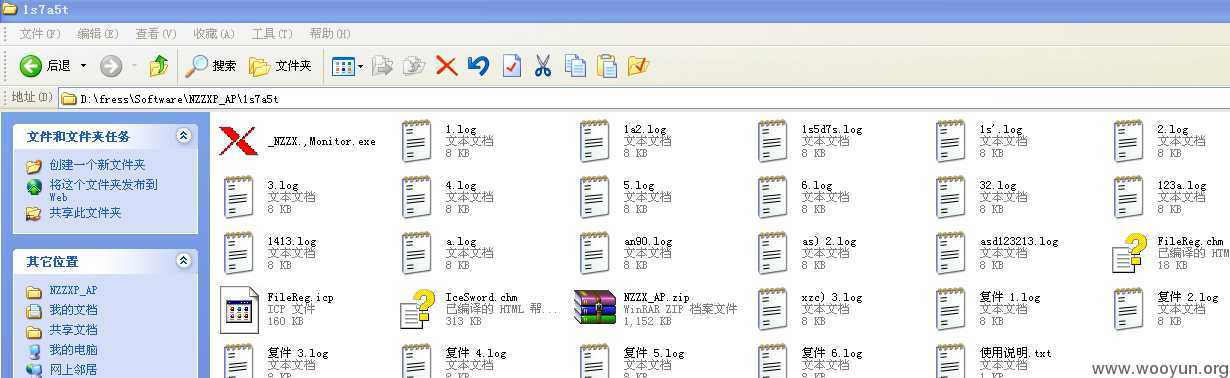 1s7a5t
文件(F) 编辑(E) 查看(V) 收藏(A) 工具(T) 帮助(H)
后退 搜索 文件夹
地址(D) D:\fress\Software\NZZXP_AP\1s7a5t
文件和文件夹任务
创建一个新文件夹
将这个文件夹发布到
Web
共享此文件夹
其它位置
NZZXP_AP
我的文档
共享文档
我的电脑
网上邻居
_NZZX.,Monitor.exe
1.log
文本文档
8 KB
1a2.log
文本文档
8 KB
1s5d7s.log
文本文档
8 KB
1s'.log
文本文档
8 KB
2.log
文本文档
8 KB
3.log
文本文档
8 KB
4.log
文本文档
8 KB
5.log
文本文档
8 KB
6.log
文本文档
8 KB
32.log
文本文档
8 KB
123a.log
文本文档
8 KB
1413.log
文本文档
8 KB
a.log
文本文档
8 KB
an90.log
文本文档
8 KB
as) 2.log
文本文档
8 KB
asd123213.log
文本文档
8 KB
FileReg.chm
已编译的 HTM
18 KB
FileReg.icp
ICP 文件
160 KB
IceSword.chm
已编译的 HTML 帮...
313 KB
NZZX_AP.zip
WinRAR ZIP 档案文件
1,152 KB
xzc) 3.log
文本文档
8 KB
复件 1.log
文本文档
8 KB
复件 2.log
文本文档
8 KB
复件 3.log
文本文档
8 KB
复件 4.log
文本文档
8 KB
复件 5.log
文本文档
8 KB
复件 6.log
文本文档
8 KB
使用说明.txt
文本文档
1 KB
www.wooyun.org